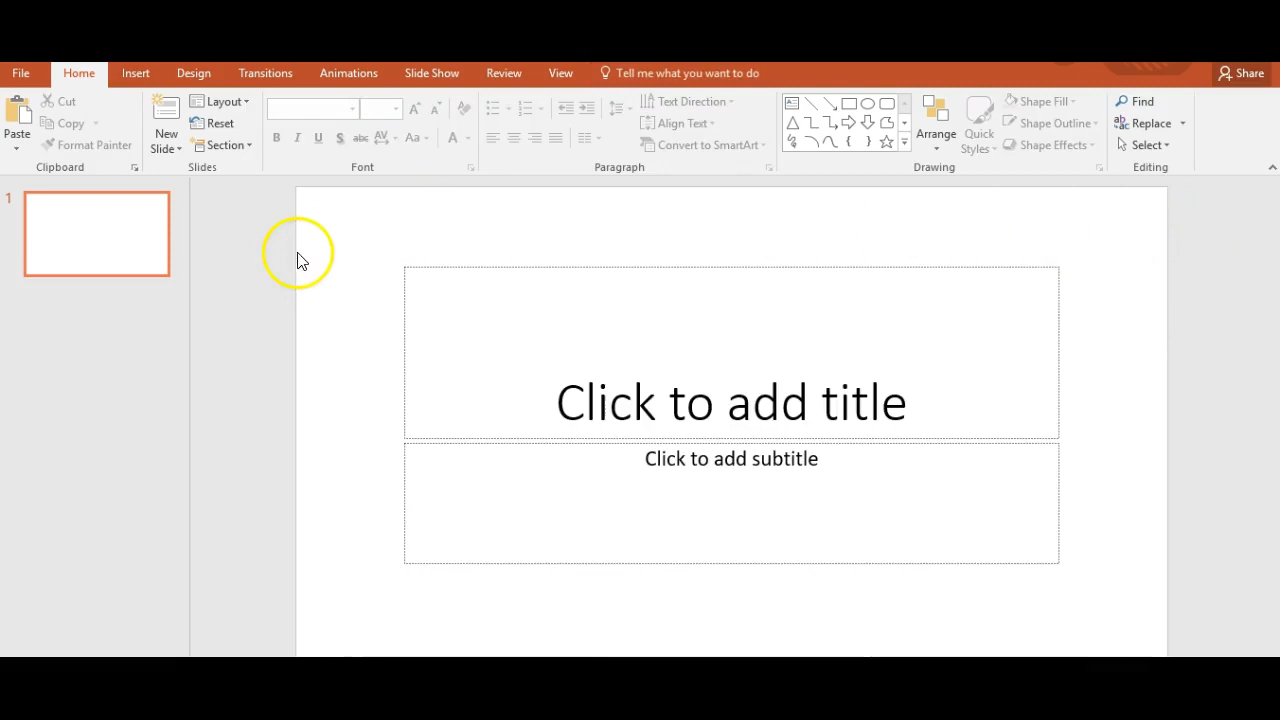 File Home Insert Design Transitions Animations Slide Show Review View Tell me what you want to do Share
Paste
Cut
Copy
Format Painter
Clipboard
New
Slide
Layout
Reset
Section
Slides
B I U S abc AV Aa A
Font
Text Direction
Align Text
Convert to SmartArt
Paragraph
Arrange
Quick
Styles
Shape Fill
Shape Outline
Shape Effects
Drawing
Find
Replace
Select
Editing
1
Click to add title
Click to add subtitle